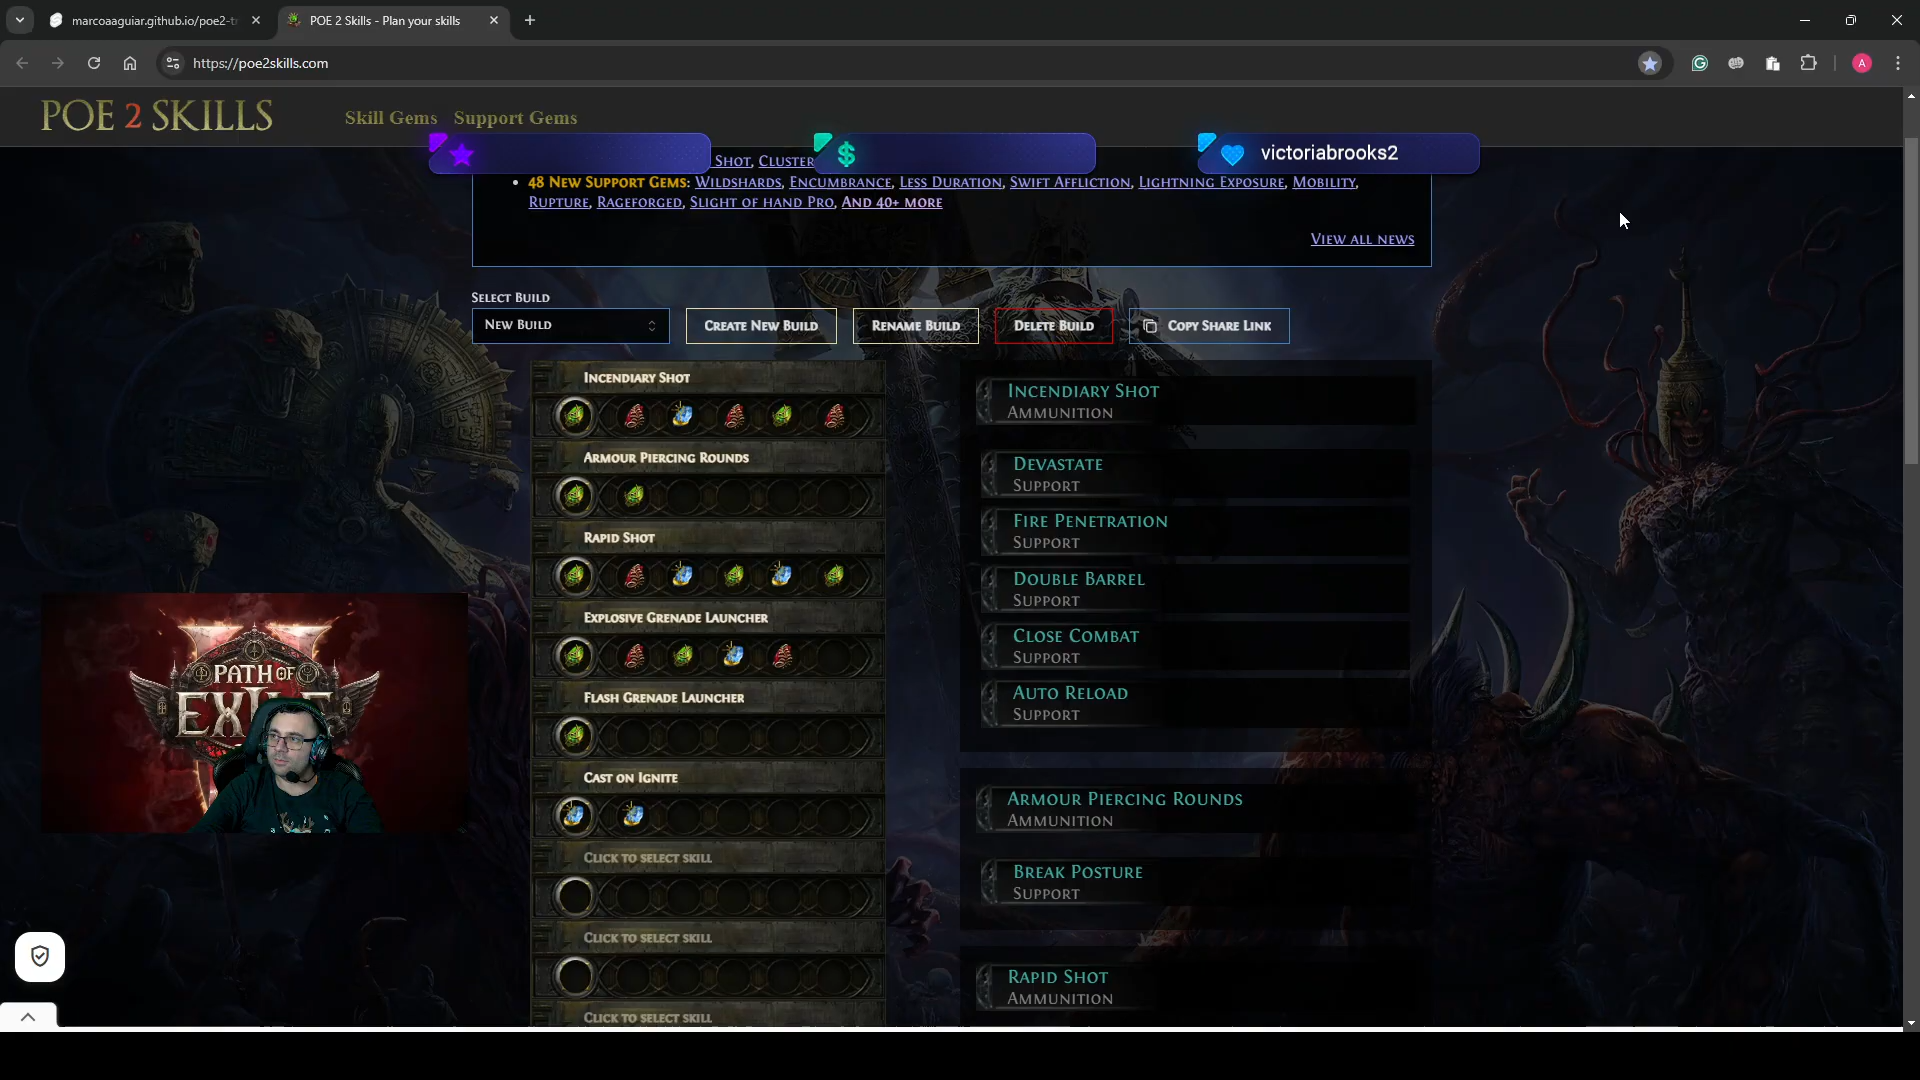 marcoaaguiar.github.io/poe2-tr
POE 2 Skills - Plan your skills
https://poe2skills.com
A
POE 2 SKILLS
Skill Gems
Support Gems
victoriabrooks2
Shot, Cluster
48 New Support Gems: Wildshards, Encumbrance, Less Duration, Swift Affliction, Lightning Exposure, Mobility,
Rupture, Rageforged, Slight of hand Pro, And 40+ more
View all news
Select Build
New Build
Create New Build
Rename Build
Delete Build
Copy Share Link
Incendiary Shot
Armour Piercing Rounds
Rapid Shot
Explosive Grenade Launcher
Flash Grenade Launcher
Cast on Ignite
Click to select skill
Click to select skill
Click to select skill
Incendiary Shot
Ammunition
Devastate
Support
Fire Penetration
Support
Double Barrel
Support
Close Combat
Support
Auto Reload
Support
Armour Piercing Rounds
Ammunition
Break Posture
Support
Rapid Shot
Ammunition
PATH OF
EXILE